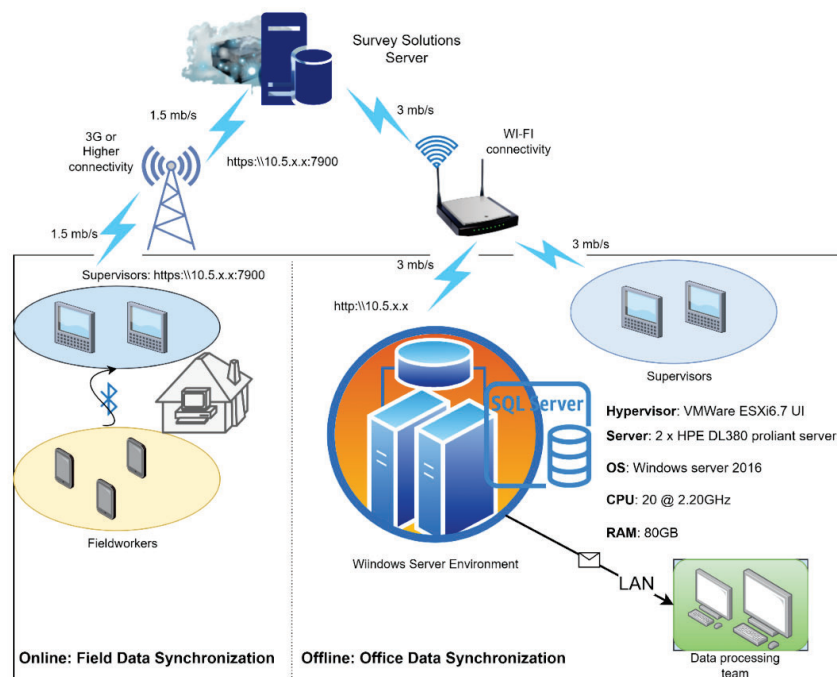 Survey Solutions
Server
1.5 mb/s
3 mb/s
3G or
Higher
connectivity
WI-FI
connectivity
https:\\10.5.x.x:7900
1.5 mb/s
3 mb/s
3 mb/s
Supervisors: https:\\10.5.x.x:7900
http:\\10.5.x.x
Supervisors
SQL Server
Hypervisor: VMWare ESXi6.7 UI
Server: 2 x HPE DL380 proliant server
OS: Windows server 2016
CPU: 20 @ 2.20GHz
RAM: 80GB
Fieldworkers
Wiindows Server Environment
LAN
Online: Field Data Synchronization
Offline: Office Data Synchronization
Data processing
team